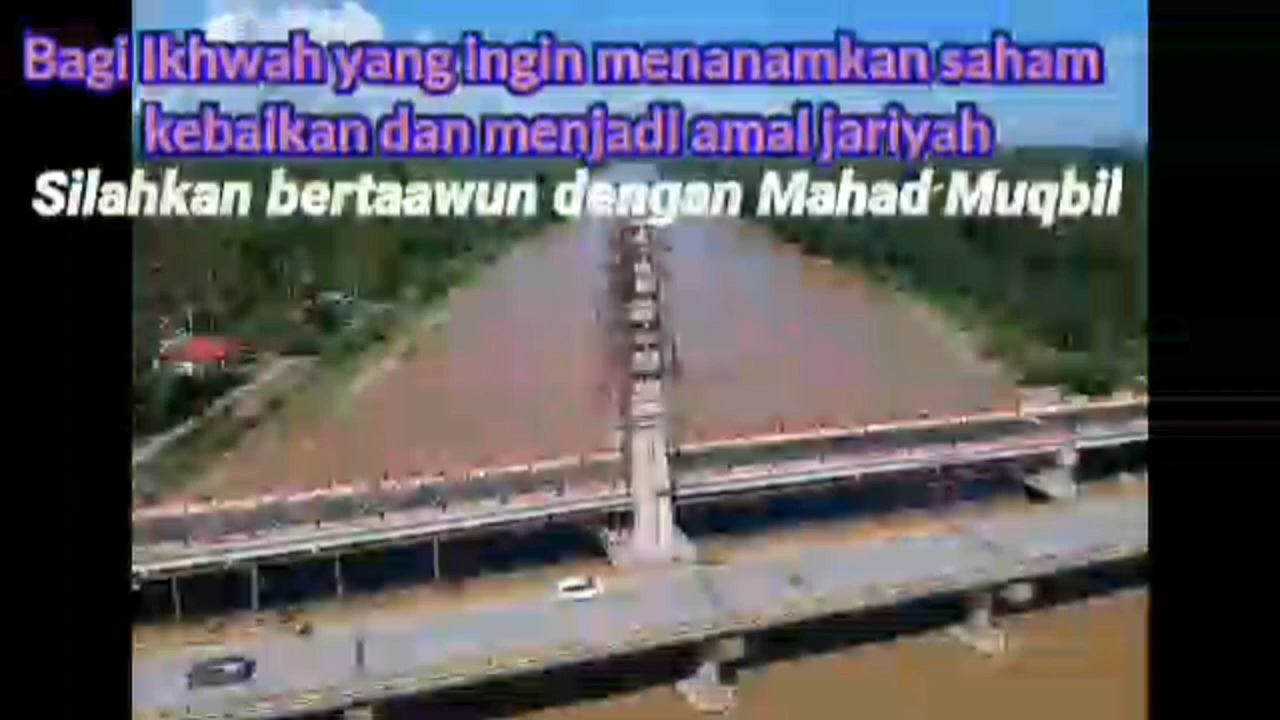 Bagi Ikhwah yang ingin menanamkan saham
kebaikan dan menjadi amal jariyah
Silahkan bertaawun dengan Mahad Muqbil